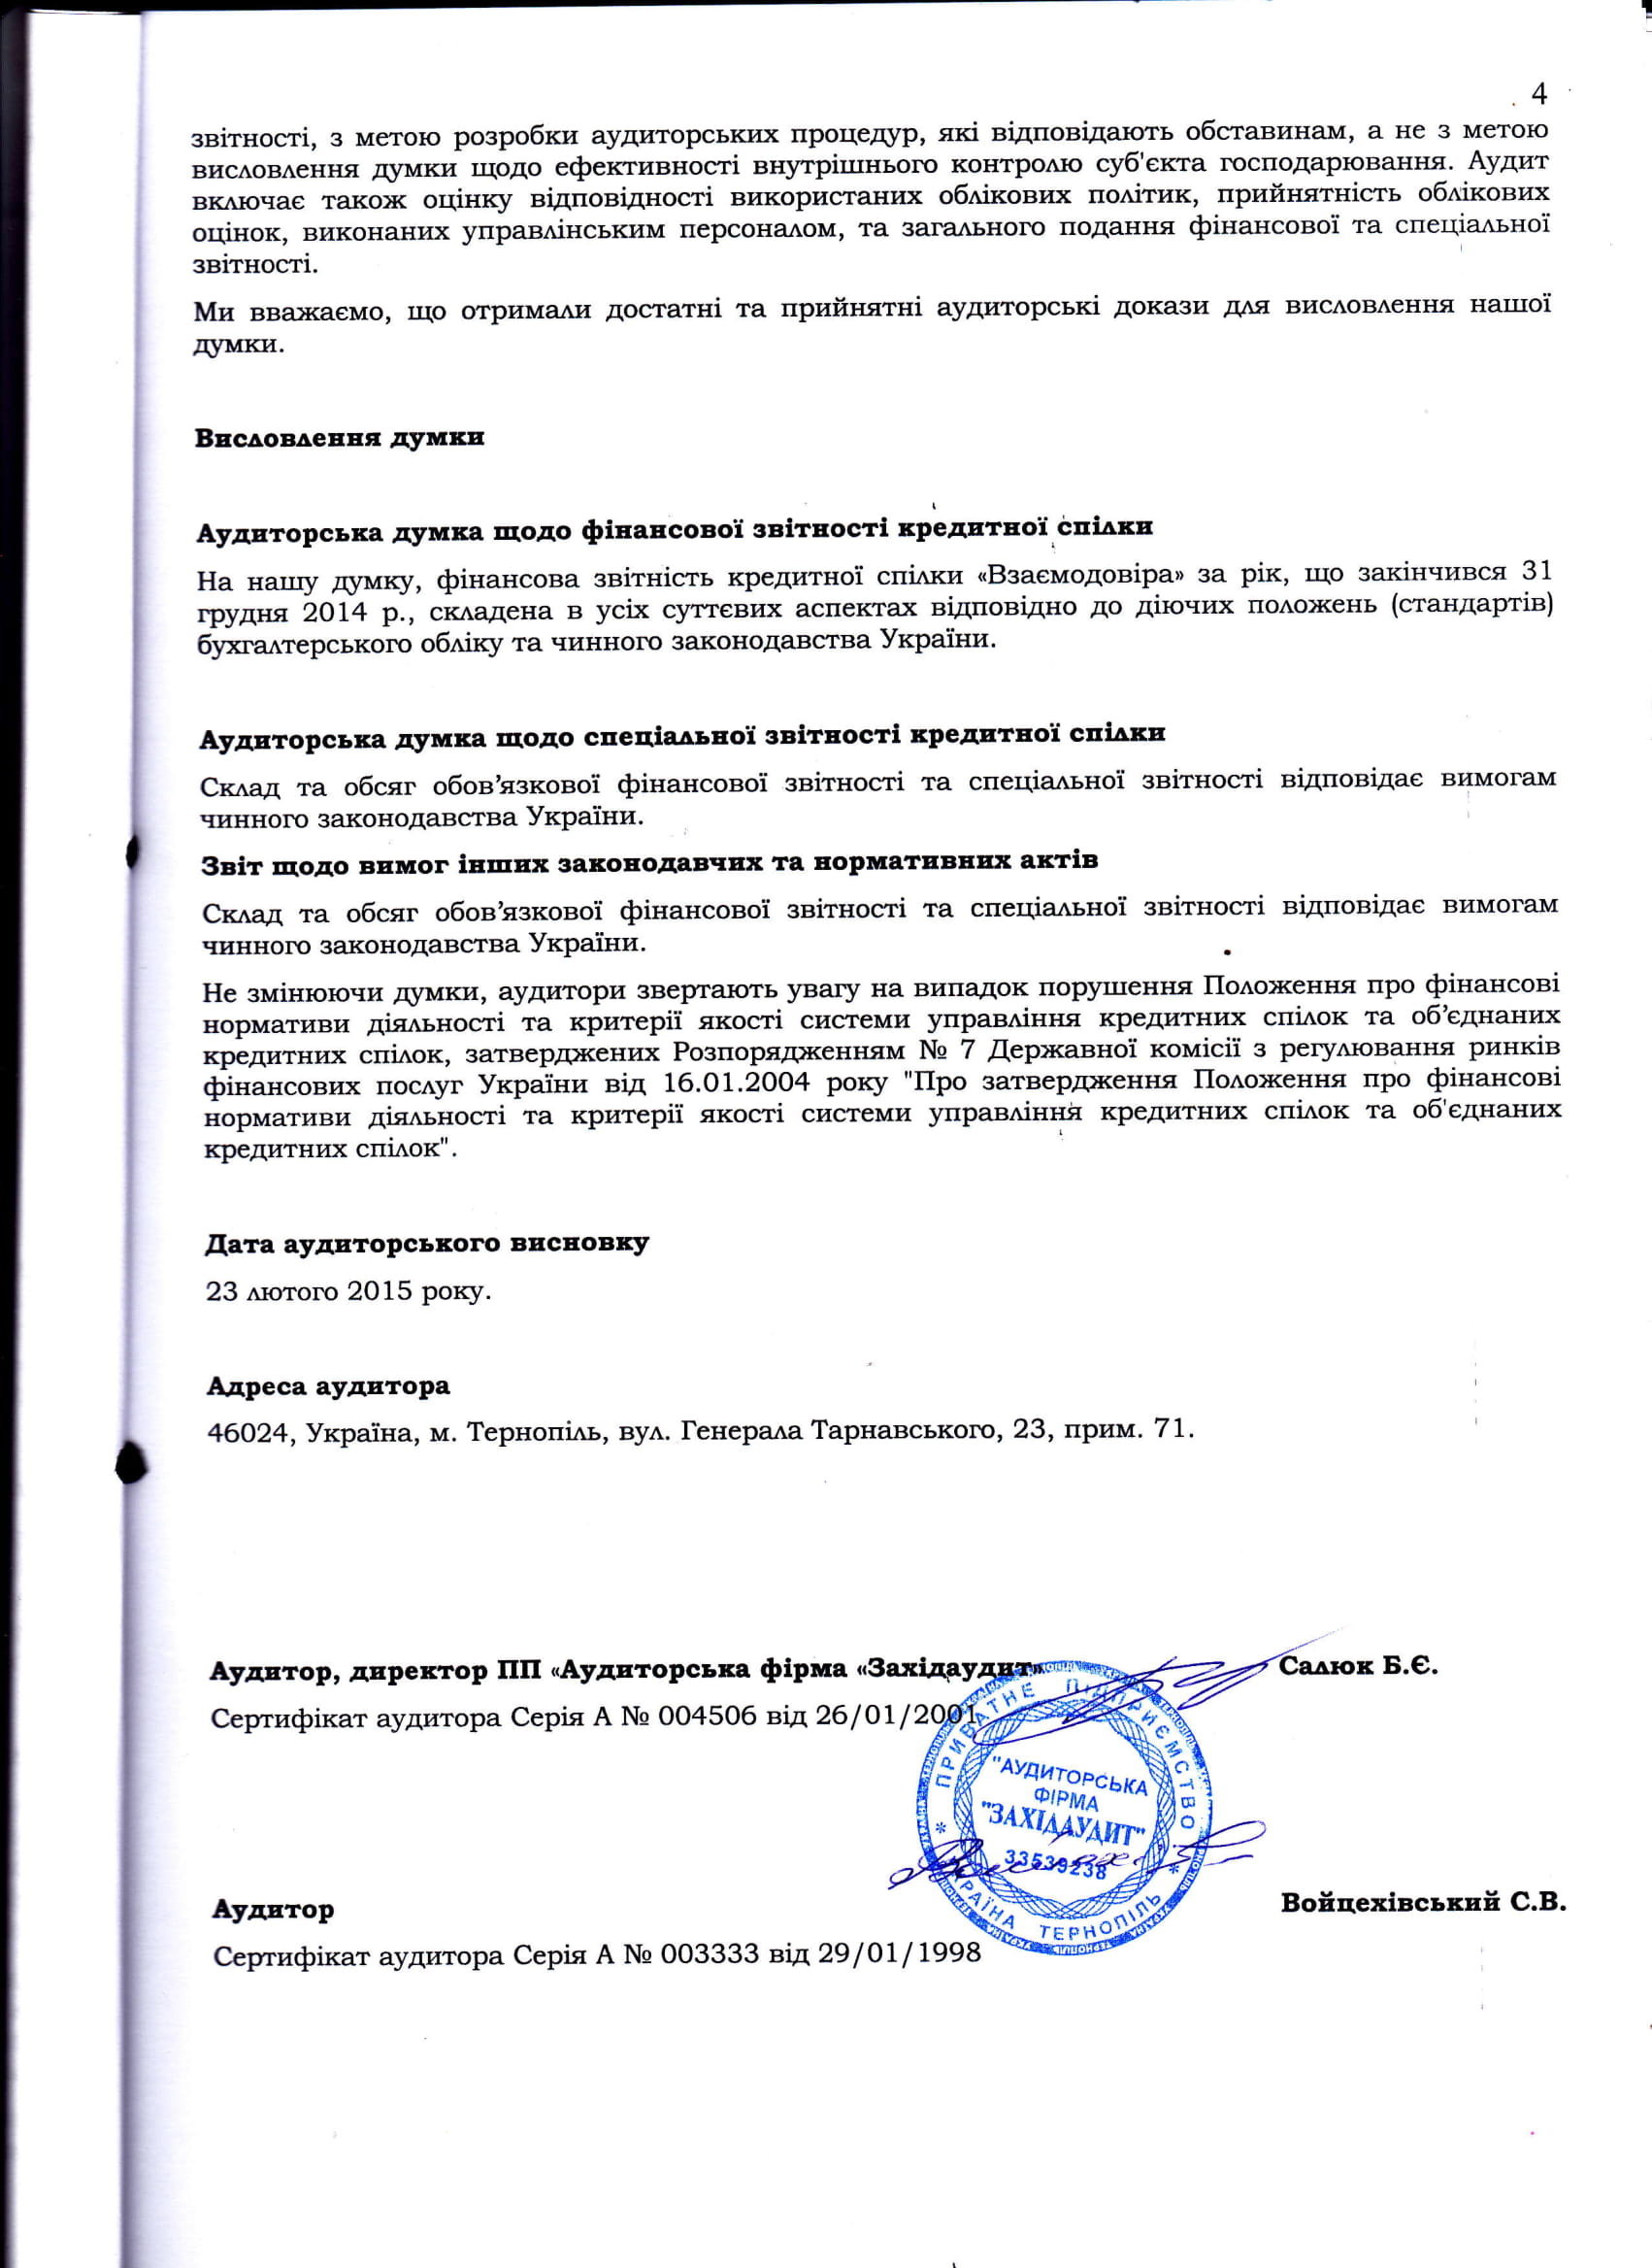 4
звітності, з метою розробки аудиторських процедур, які відповідають обставинам, а не з метою
висловлення думки щодо ефективності внутрішнього контролю суб'єкта господарювання. Аудит
включає також оцінку відповідності використаних облікових політик, прийнятність облікових
оцінок, виконаних управлінським персоналом, та загального подання фінансової та спеціальної
звітності.
Ми вважаємо, що отримали достатні та прийнятні аудиторські докази для висловлення нашої
думки.
Висловлення думки
Аудиторська думка щодо фінансової звітності кредитної спілки
На нашу думку, фінансова звітність кредитної спілки «Взаємодовіра» за рік, що закінчився 31
грудня 2014 р., складена в усіх суттєвих аспектах відповідно до діючих положень (стандартів)
бухгалтерського обліку та чинного законодавства України.
Аудиторська думка щодо спеціальної звітності кредитної спілки
Склад та обсяг обов’язкової фінансової звітності та спеціальної звітності відповідає вимогам
чинного законодавства України.
Звіт щодо вимог інших законодавчих та нормативних актів
Склад та обсяг обов’язкової фінансової звітності та спеціальної звітності відповідає вимогам
чинного законодавства України.
Не змінюючи думки, аудитори звертають увагу на випадок порушення Положення про фінансові
нормативи діяльності та критерії якості системи управління кредитних спілок та об’єднаних
кредитних спілок, затверджених Розпорядженням № 7 Державної комісії з регулювання ринків
фінансових послуг України від 16.01.2004 року "Про затвердження Положення про фінансові
нормативи діяльності та критерії якості системи управління кредитних спілок та об'єднаних
кредитних спілок".
Дата аудиторського висновку
23 лютого 2015 року.
Адреса аудитора
46024, Україна, м. Тернопіль, вул. Генерала Тарнавського, 23, прим. 71.
Аудитор, директор ПП «Аудиторська фірма «Західаудит» Салюк Б.Є.
Сертифікат аудитора Серія А № 004506 від 26/01/2001
ПРИВАТНЕ ПІДПРИЄМСТВО
"АУДИТОРСЬКА
ФІРМА
"ЗАХІДАУДИТ"
33539238
* УКРАЇНА ТЕРНОПІЛЬ *
Аудитор Войцехівський С.В.
Сертифікат аудитора Серія А № 003333 від 29/01/1998